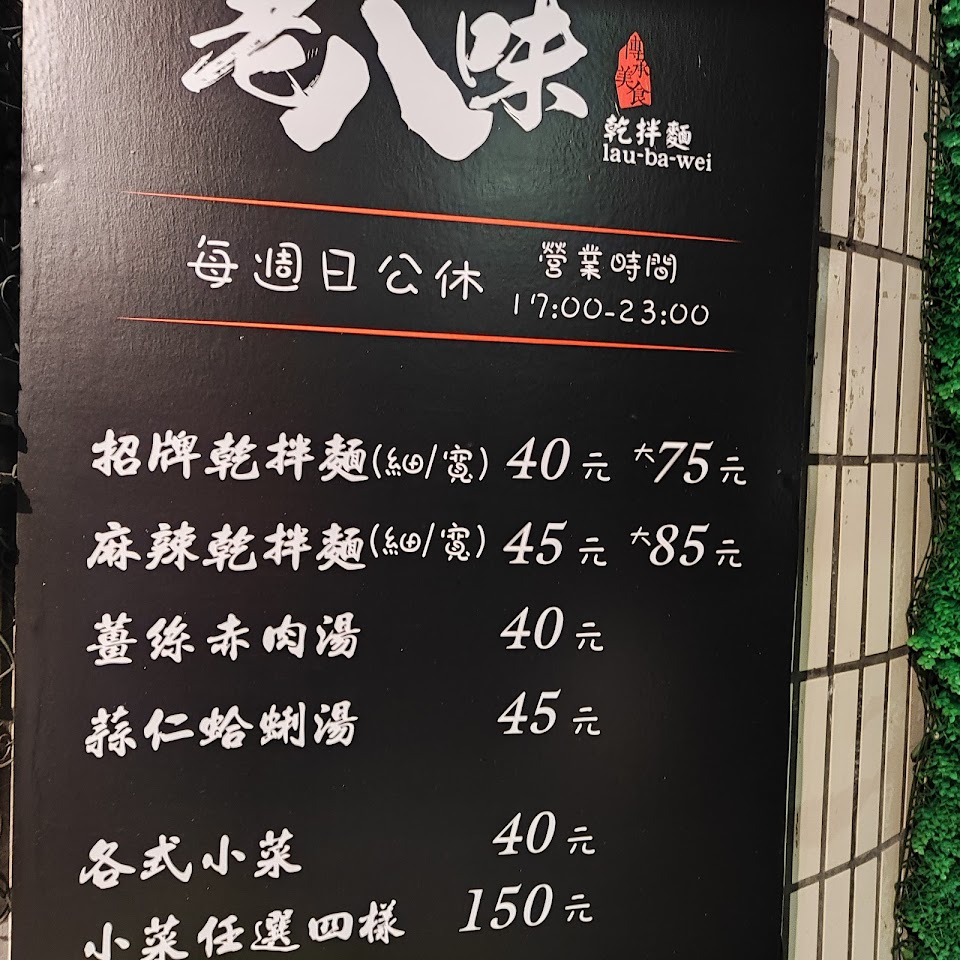 老八味
傳承美食
乾拌麵
lau-ba-wei
每週日公休
營業時間
17:00-23:00
招牌乾拌麵(細/寬) 40元 大75元
麻辣乾拌麵(細/寬) 45元 大85元
薑絲赤肉湯 40元
蒜仁蛤蜊湯 45元
各式小菜 40元
小菜任選四樣 150元